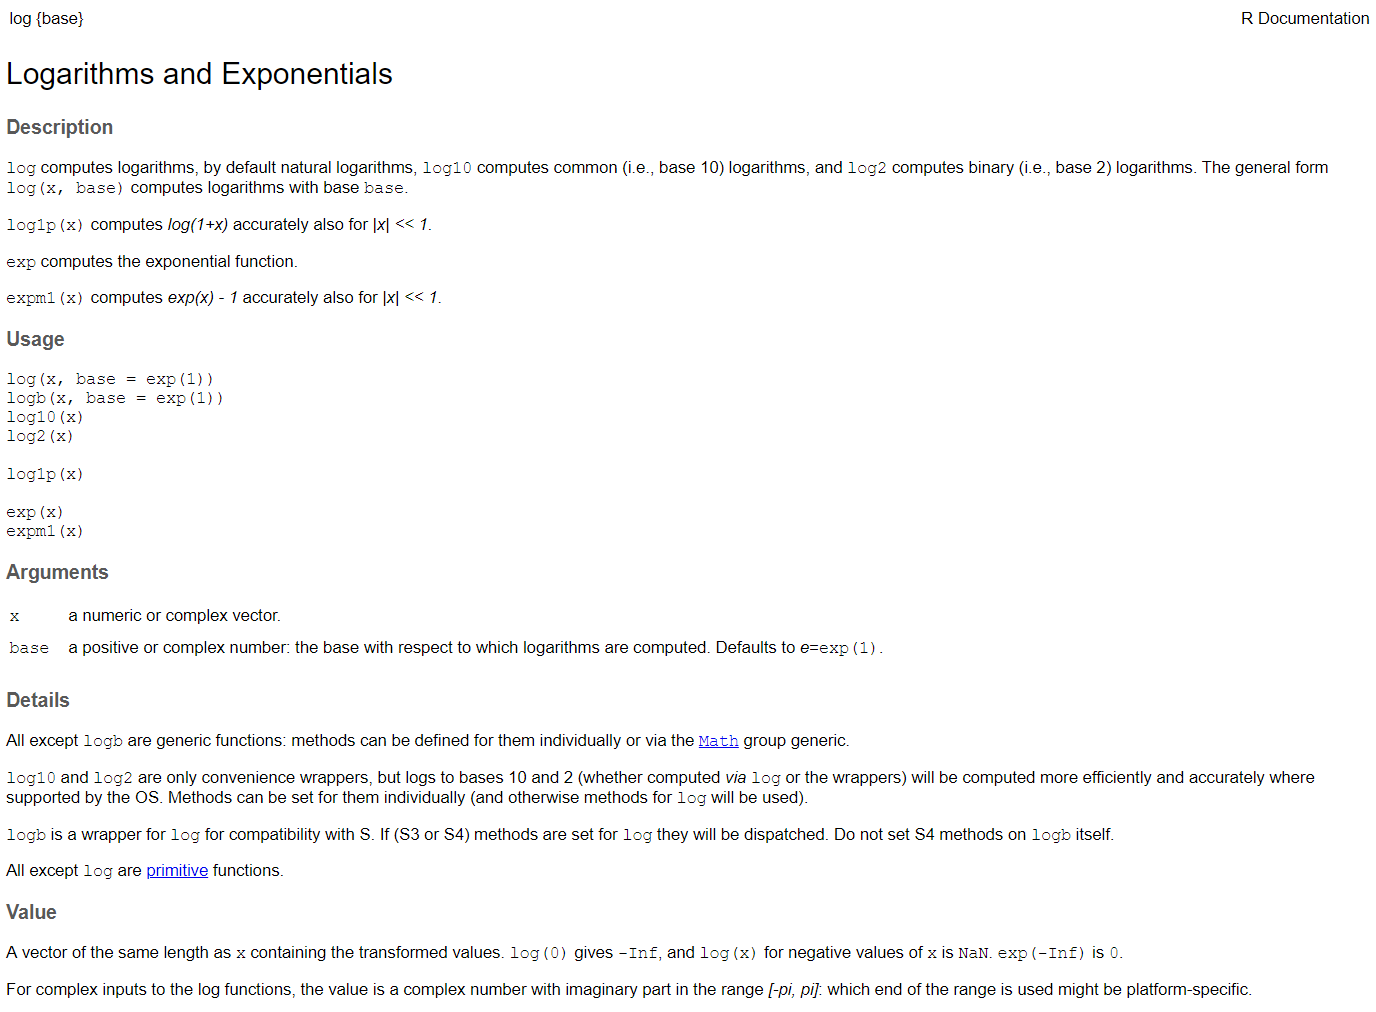 log {base}
R Documentation
Logarithms and Exponentials
Description
log computes logarithms, by default natural logarithms, log10 computes common (i.e., base 10) logarithms, and log2 computes binary (i.e., base 2) logarithms. The general form
log(x, base) computes logarithms with base base.
log1p(x) computes log(1+x) accurately also for |x| << 1.
exp computes the exponential function.
expm1(x) computes exp(x) - 1 accurately also for |x| << 1.
Usage
log(x, base = exp(1))
logb(x, base = exp(1))
log10(x)
log2(x)
log1p(x)
exp(x)
expm1(x)
Arguments
x a numeric or complex vector.
base a positive or complex number: the base with respect to which logarithms are computed. Defaults to e=exp(1).
Details
All except logb are generic functions: methods can be defined for them individually or via the Math group generic.
log10 and log2 are only convenience wrappers, but logs to bases 10 and 2 (whether computed via log or the wrappers) will be computed more efficiently and accurately where
supported by the OS. Methods can be set for them individually (and otherwise methods for log will be used).
logb is a wrapper for log for compatibility with S. If (S3 or S4) methods are set for log they will be dispatched. Do not set S4 methods on logb itself.
All except log are primitive functions.
Value
A vector of the same length as x containing the transformed values. log(0) gives -Inf, and log(x) for negative values of x is NaN. exp(-Inf) is 0.
For complex inputs to the log functions, the value is a complex number with imaginary part in the range [-pi, pi]: which end of the range is used might be platform-specific.